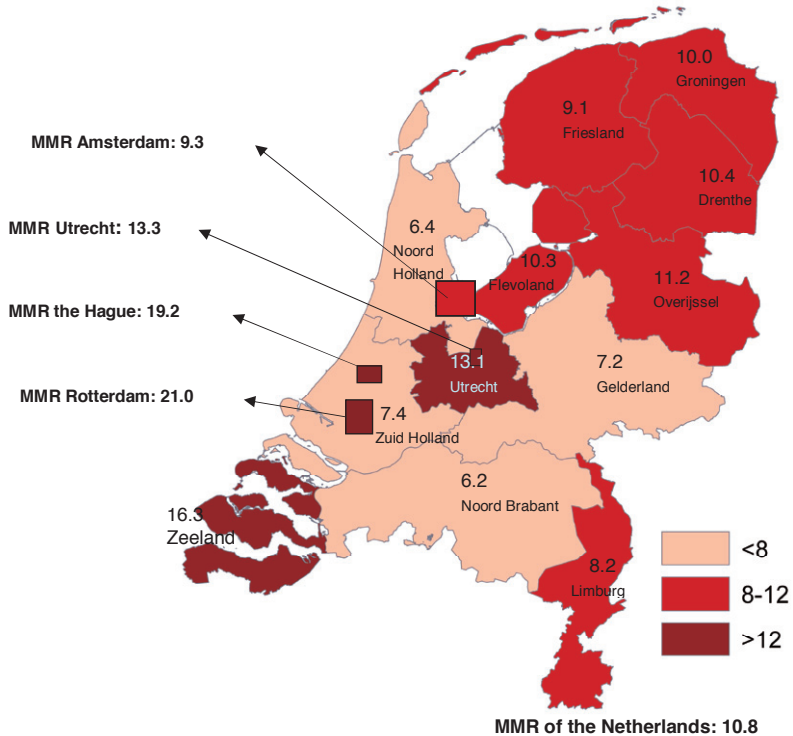 10.0
Groningen
9.1
Friesland
MMR Amsterdam: 9.3
10.4
Drenthe
MMR Utrecht: 13.3
6.4
Noord
Holland
10.3
Flevoland
11.2
Overijssel
MMR the Hague: 19.2
13.1
Utrecht
7.2
Gelderland
MMR Rotterdam: 21.0
7.4
Zuid Holland
6.2
Noord Brabant
16.3
Zeeland
8.2
Limburg
<8
8-12
>12
MMR of the Netherlands: 10.8